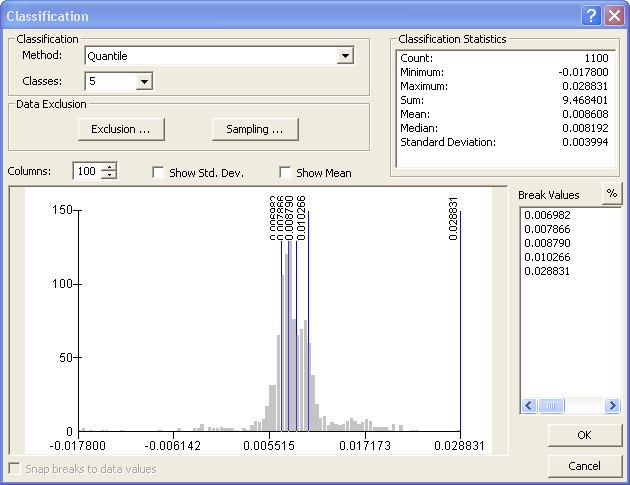 Classification
Classification
Method: Quantile
Classes: 5
Data Exclusion
Exclusion ...
Sampling ...
Classification Statistics
Count: 1100
Minimum: -0.017800
Maximum: 0.028831
Sum: 9.468401
Mean: 0.008608
Median: 0.008192
Standard Deviation: 0.003994
Columns: 100
Show Std. Dev.
Show Mean
Break Values
%
0.006982
0.007866
0.008790
0.010266
0.028831
150
100
50
0
0.006982
0.007866
0.008790
0.010266
0.028831
-0.017800
-0.006142
0.005515
0.017173
0.028831
Snap breaks to data values
OK
Cancel